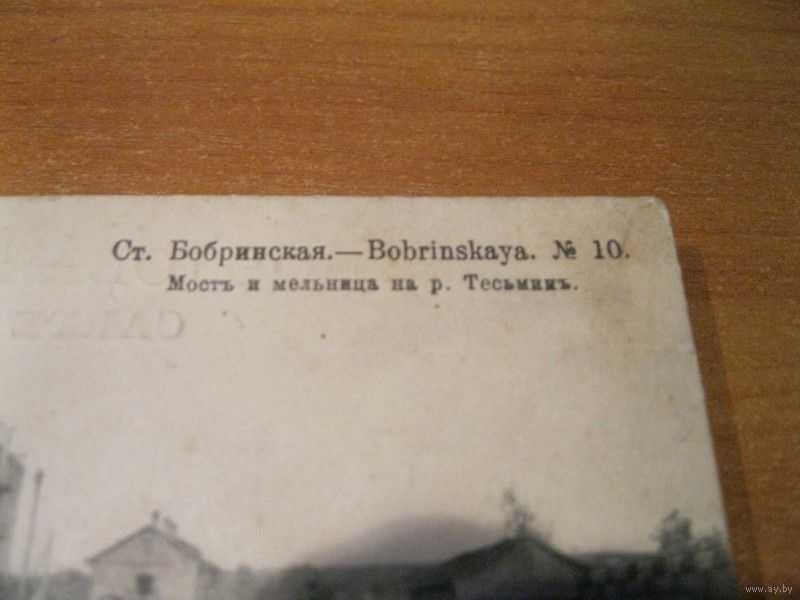 Ст. Бобринская.—Bobrinskaya. № 10.
Мостъ и мельница на р. Тесьминъ.
www.ay.by